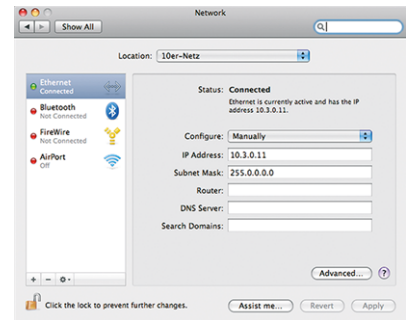 Network
Show All
Location: 10er-Netz
Ethernet
Connected
Bluetooth
Not Connected
FireWire
Not Connected
AirPort
Off
Status: Connected
Ethernet is currently active and has the IP
address 10.3.0.11.
Configure: Manually
IP Address: 10.3.0.11
Subnet Mask: 255.0.0.0
Router:
DNS Server:
Search Domains:
Advanced...
?
Click the lock to prevent further changes.
Assist me...
Revert
Apply